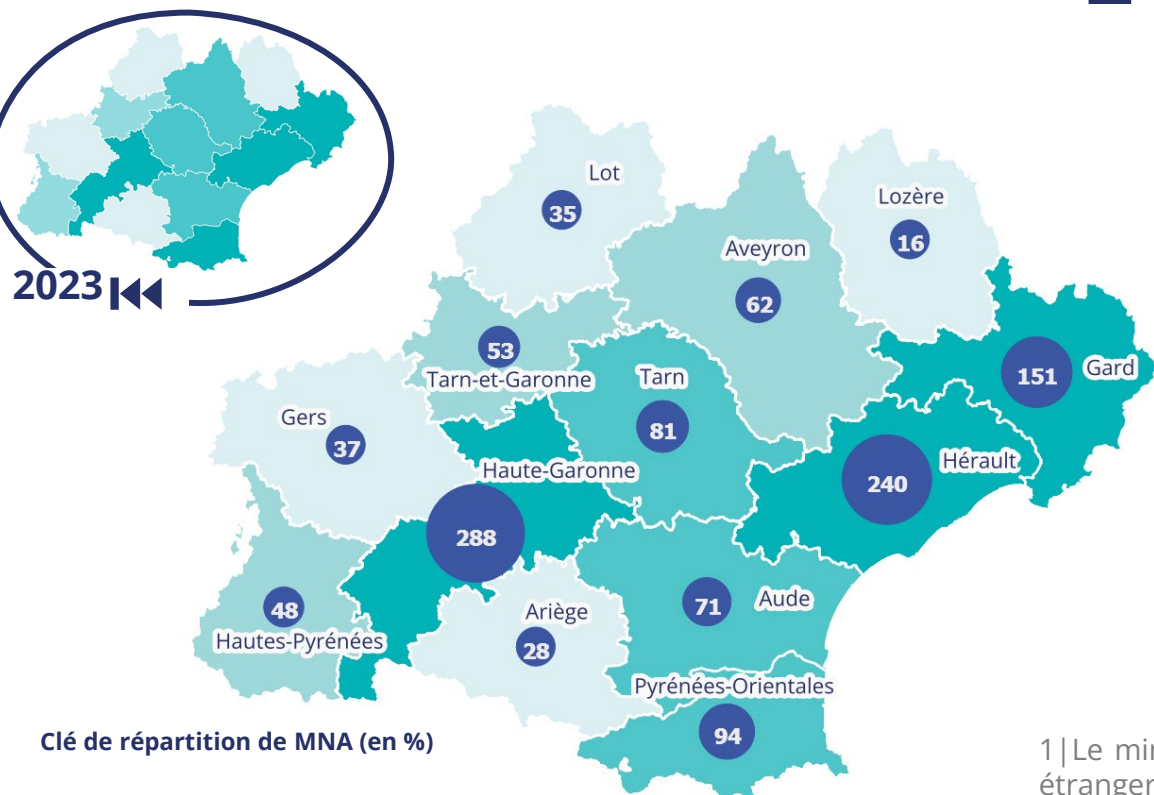 2023
Lot
35
Lozère
16
Aveyron
62
53
Tarn-et-Garonne
Tarn
81
151
Gard
Gers
37
Haute-Garonne
288
Hérault
240
48
Hautes-Pyrénées
Ariège
28
71
Aude
Pyrénées-Orientales
94
Clé de répartition de MNA (en %)
1|Le
étranger